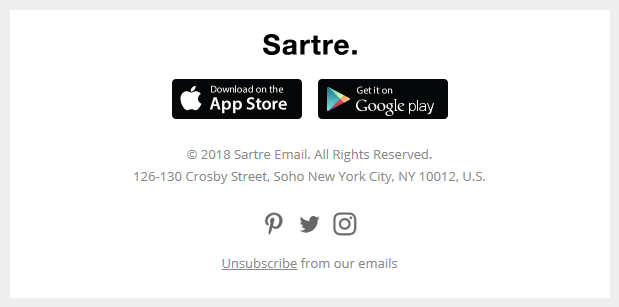 Sartre.
Download on the
App Store
Get it on
Google play
© 2018 Sartre Email. All Rights Reserved.
126-130 Crosby Street, Soho New York City, NY 10012, U.S.
Unsubscribe from our emails